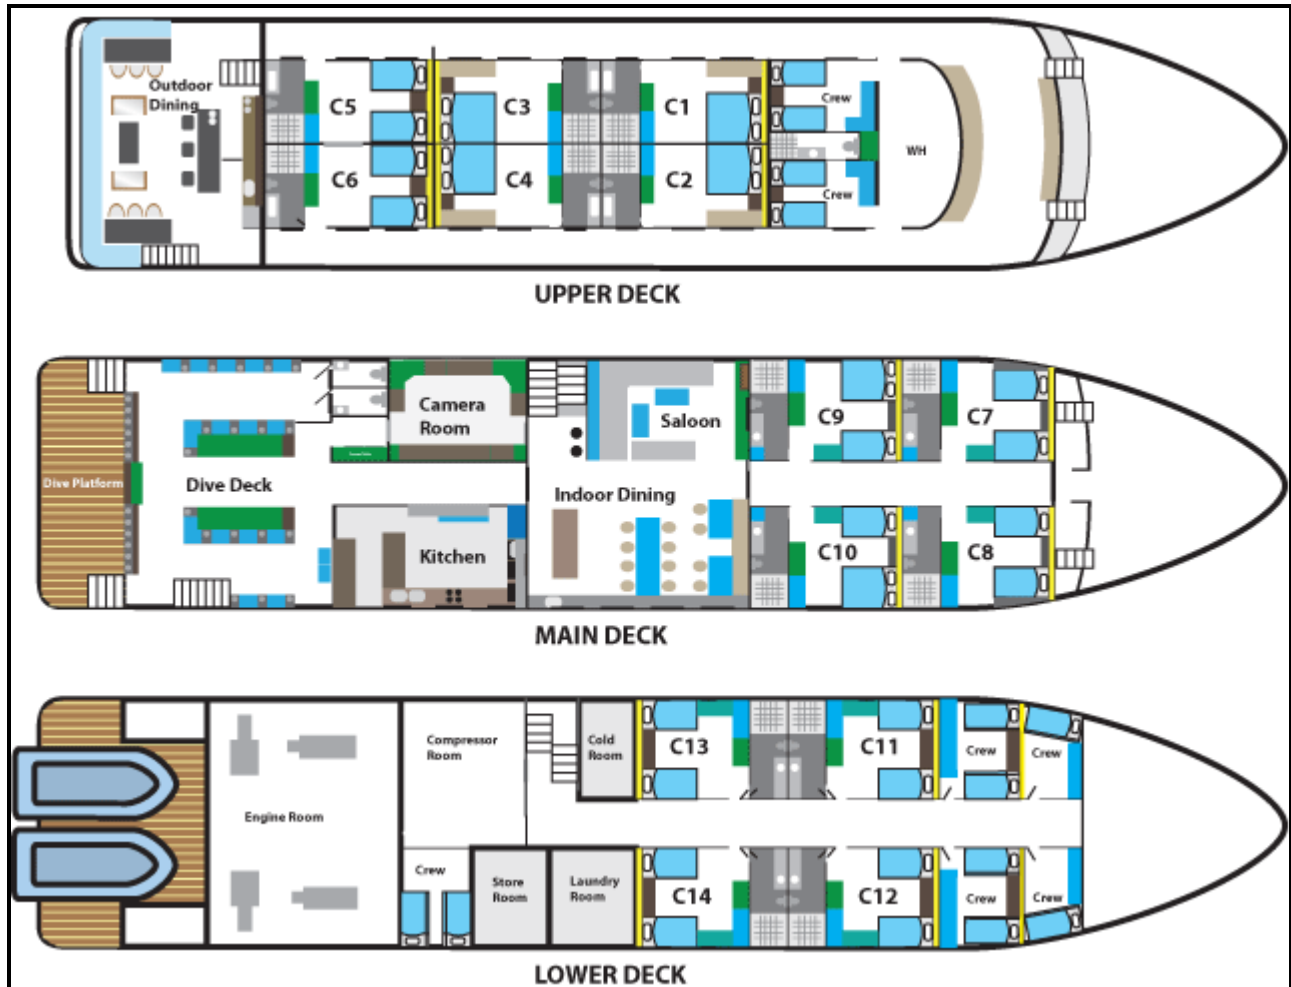 Outdoor
Dining
C5
C3
C1
Crew
C6
C4
C2
Crew
WH
UPPER DECK
Camera
Room
Saloon
C9
C7
Dive Platform
Dive Deck
Indoor Dining
Kitchen
C10
C8
MAIN DECK
Compressor
Room
Cold
Room
C13
C11
Crew
Crew
Engine Room
Crew
Store
Room
Laundry
Room
C14
C12
Crew
Crew
LOWER DECK